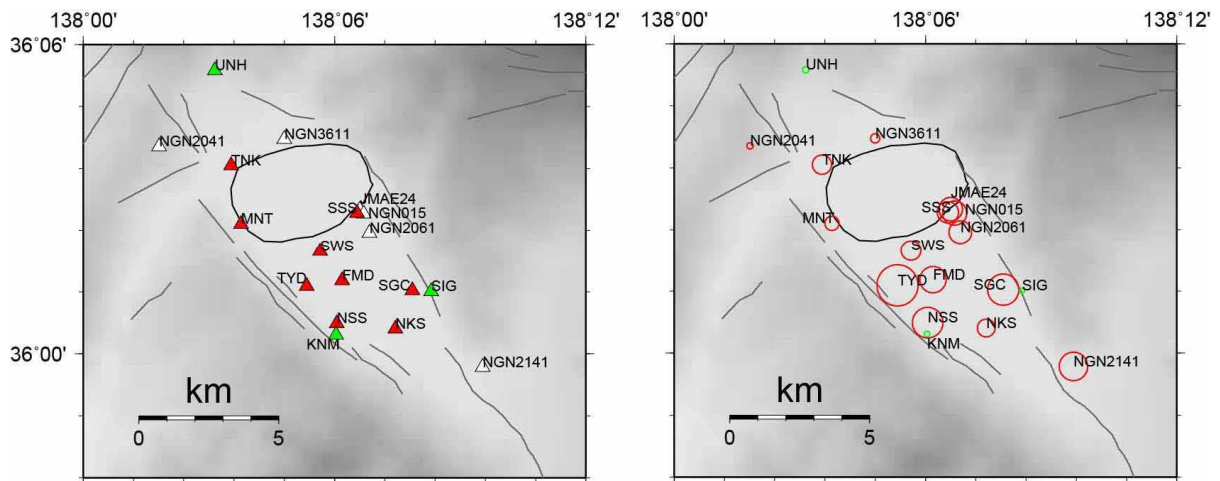 138°00'
138°06'
138°12'
36°06'
36°00'
UNH
NGN2041
NGN3611
TNK
JMAE24
SSS
NGN015
MNT
NGN2061
SWS
TYD
FMD
SGC
SIG
NSS
NKS
KNM
NGN2141
km
0
5
138°00'
138°06'
138°12'
UNH
NGN2041
NGN3611
TNK
JMAE24
SSS
NGN015
MNT
NGN2061
SWS
TYD
FMD
SGC
SIG
NSS
NKS
KNM
NGN2141
km
0
5